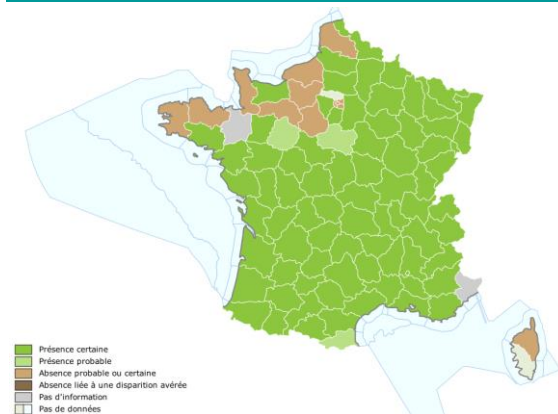 Présence certaine
Présence probable
Absence probable ou certaine
Absence liée à une disparition avérée
Pas d'information
Pas de données